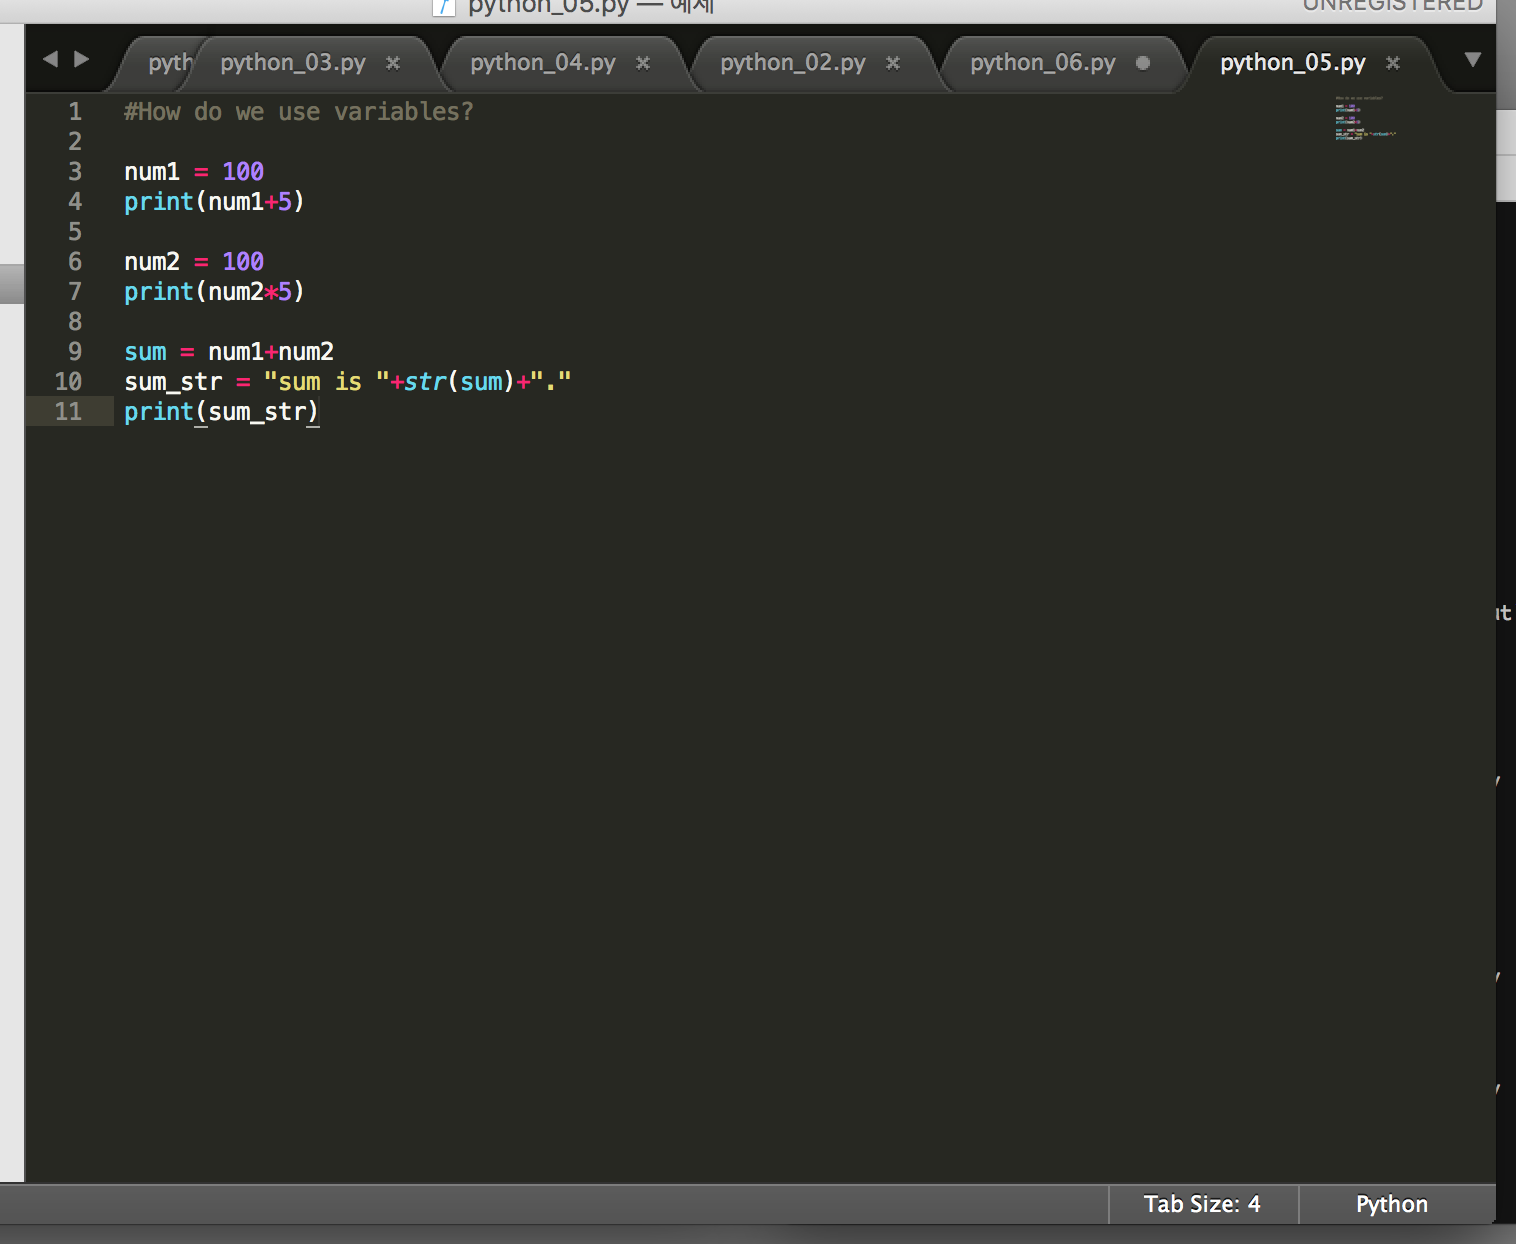 python_05.py — 예제
UNREGISTERED
pyth
python_03.py
python_04.py
python_02.py
python_06.py
python_05.py
1 #How do we use variables?
2
3 num1 = 100
4 print(num1+5)
5
6 num2 = 100
7 print(num2*5)
8
9 sum = num1+num2
10 sum_str = "sum is "+str(sum)+"."
11 print(sum_str)
Tab Size: 4
Python